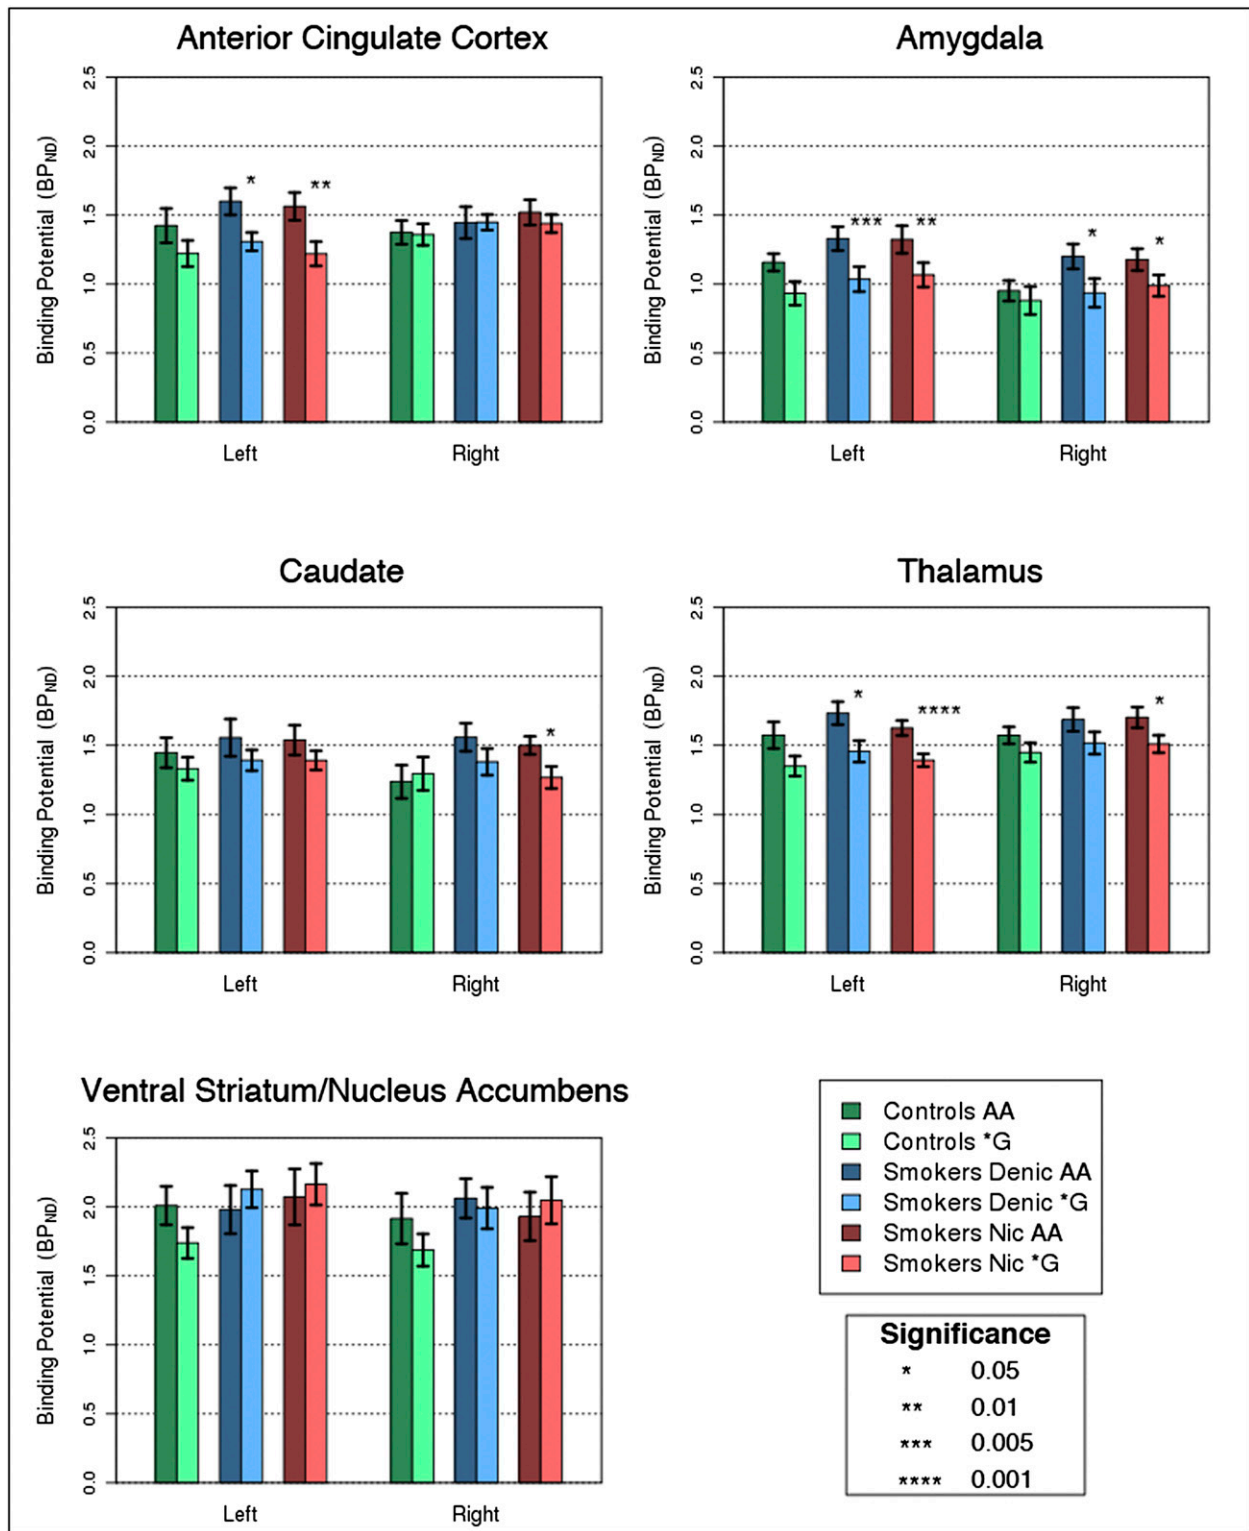 Anterior Cingulate Cortex
Binding Potential (BPND)
2.5
2.0
1.5
1.0
0.5
0.0
* ** 
Left Right
Amygdala
Binding Potential (BPND)
2.5
2.0
1.5
1.0
0.5
0.0
*** ** * *
Left Right
Caudate
Binding Potential (BPND)
2.5
2.0
1.5
1.0
0.5
0.0
*
Left Right
Thalamus
Binding Potential (BPND)
2.5
2.0
1.5
1.0
0.5
0.0
* **** *
Left Right
Ventral Striatum/Nucleus Accumbens
Binding Potential (BPND)
2.5
2.0
1.5
1.0
0.5
0.0
Left Right
Controls AA
Controls *G
Smokers Denic AA
Smokers Denic *G
Smokers Nic AA
Smokers Nic *G
Significance
* 0.05
** 0.01
*** 0.005
**** 0.001